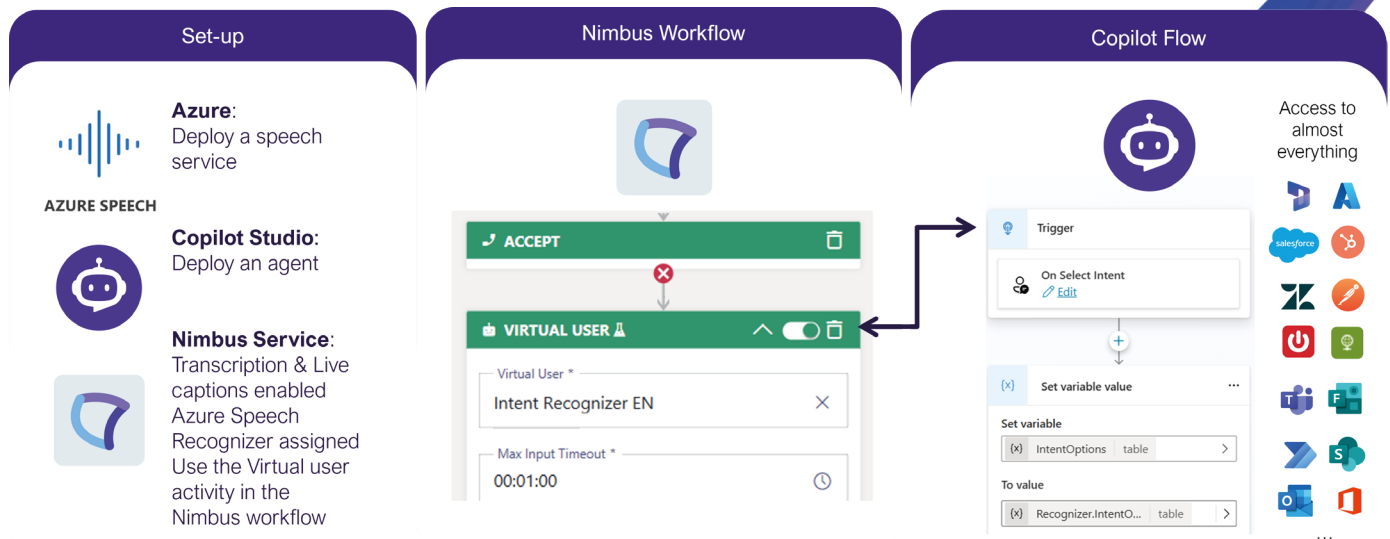 Set-up
Azure:
Deploy a speech
service
AZURE SPEECH
Copilot Studio:
Deploy an agent
Nimbus Service:
Transcription & Live
captions enabled
Azure Speech
Recognizer assigned
Use the Virtual user
activity in the
Nimbus workflow
Nimbus Workflow
ACCEPT
VIRTUAL USER
Virtual User *
Intent Recognizer EN
Max Input Timeout *
00:01:00
Copilot Flow
Trigger
On Select Intent
Edit
{x} Set variable value ...
Set variable
{x} IntentOptions table
To value
{x} Recognizer.IntentO... table
Access to
almost
everything
salesforce
...